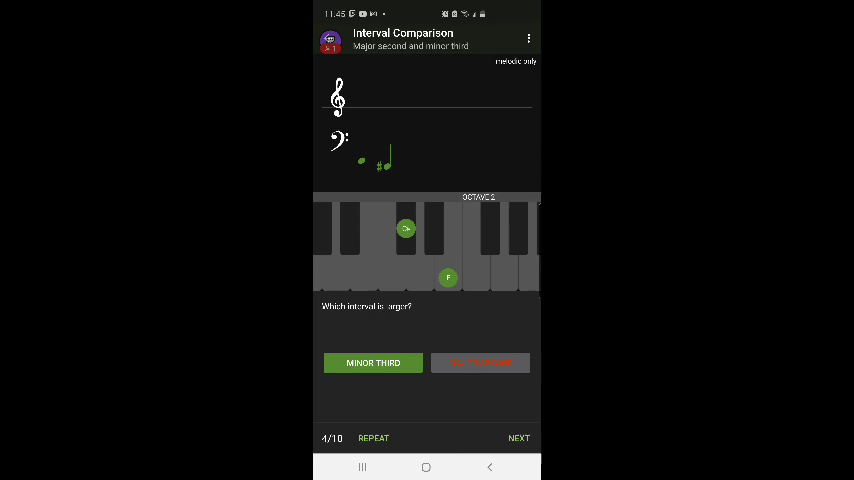 11.45
Interval Comparison
Major second and minor third
melodic only
OCTAVE 2
Which interval is larger?
MINOR THIRD
4/10
REPEAT
NEXT